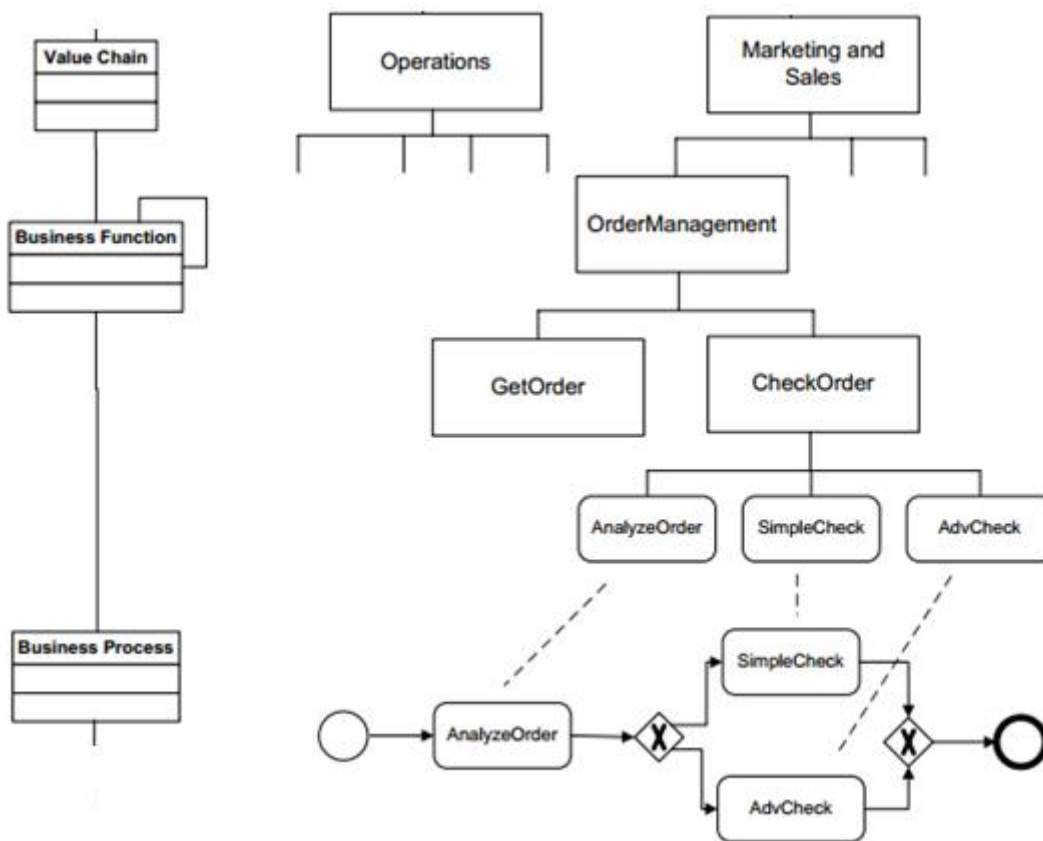 Value Chain
Operations
Marketing and
Sales
Business Function
OrderManagement
GetOrder
CheckOrder
AnalyzeOrder
SimpleCheck
AdvCheck
Business Process
SimpleCheck
AnalyzeOrder
X
X
AdvCheck